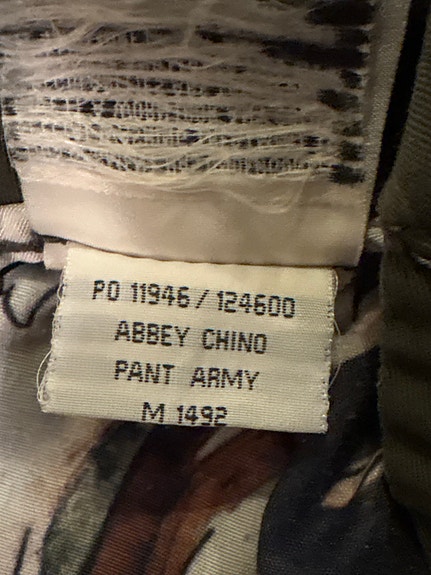 PO 11946 / 124600
ABBEY CHINO
PANT ARMY
M 1492